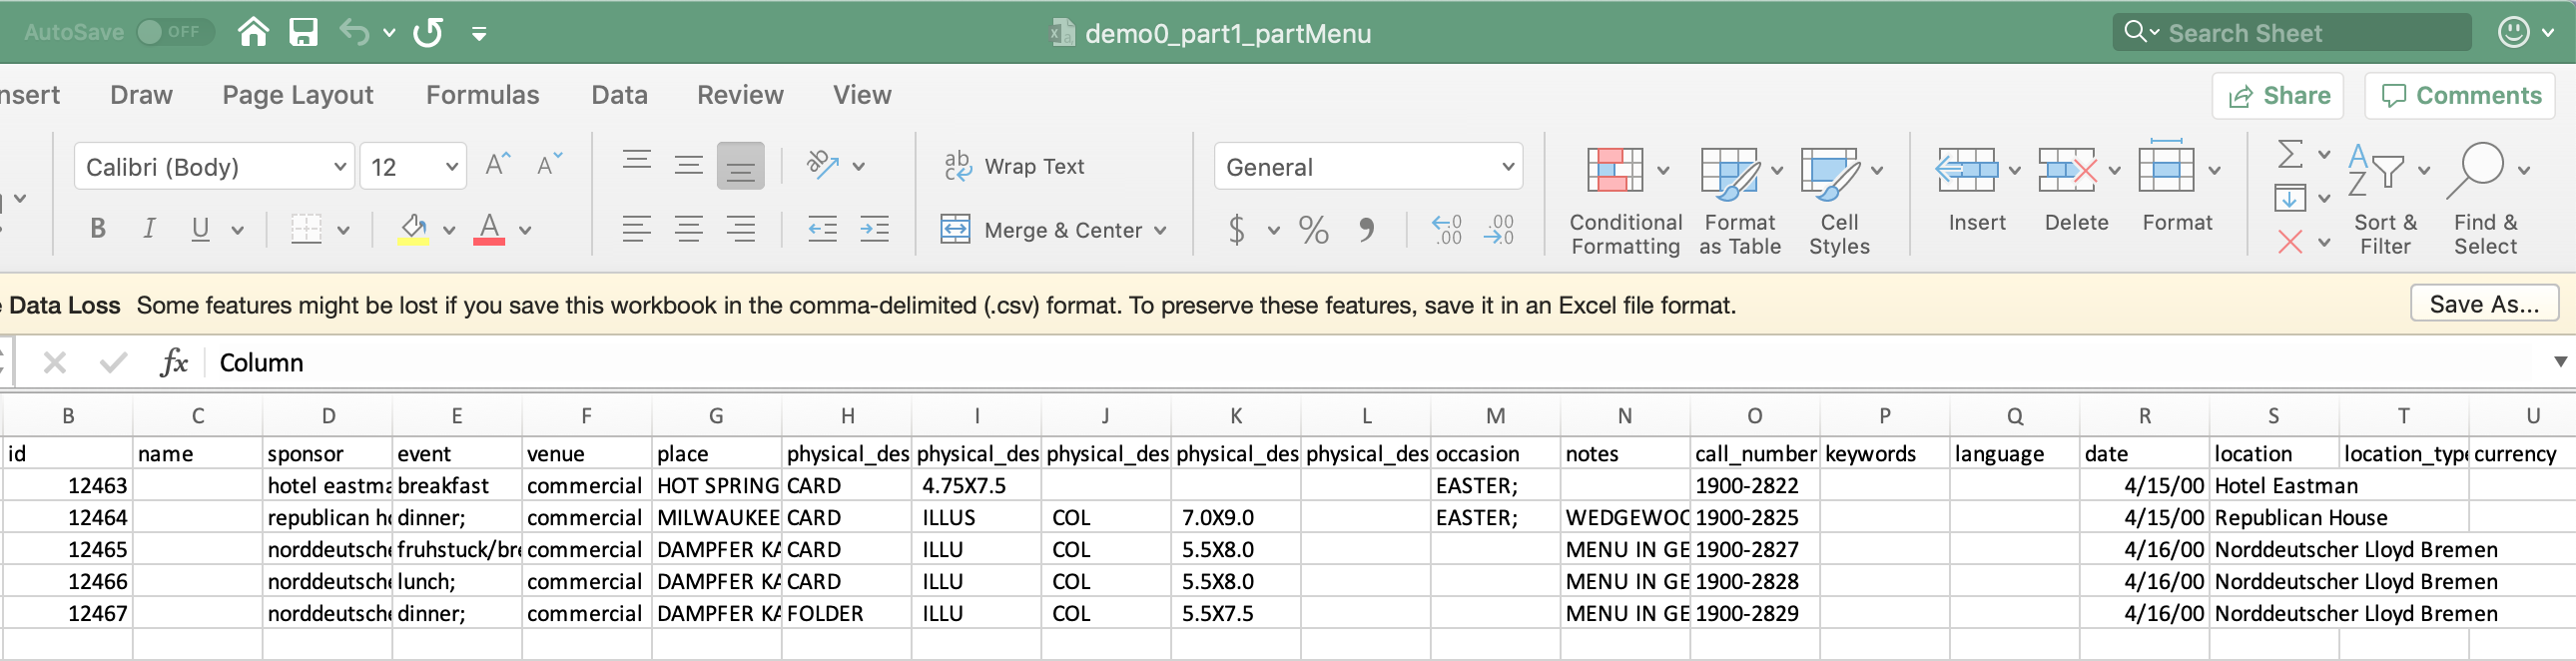 AutoSave OFF demo0_part1_partMenu Search Sheet
nsert Draw Page Layout Formulas Data Review View Share Comments
Calibri (Body) 12 Wrap Text General
B I U Merge & Center $ %
Conditional Formatting Format as Table Cell Styles Insert Delete Format Sort & Filter Find & Select
Data Loss Some features might be lost if you save this workbook in the comma-delimited (.csv) format. To preserve these features, save it in an Excel file format. Save As...
fx Column
B C D E F G H I J K L M N O P Q R S T U
id name sponsor event venue place physical_des physical_des physical_des physical_des physical_des occasion notes call_number keywords language date location location_type currency
12463 hotel eastma breakfast commercial HOT SPRING CARD 4.75X7.5 EASTER; 1900-2822 4/15/00 Hotel Eastman
12464 republican ho dinner; commercial MILWAUKEE CARD ILLUS COL 7.0X9.0 EASTER; WEDGEWOO 1900-2825 4/15/00 Republican House
12465 norddeutsche fruhstuck/bre commercial DAMPFER KA CARD ILLU COL 5.5X8.0 MENU IN GE 1900-2827 4/16/00 Norddeutscher Lloyd Bremen
12466 norddeutsche lunch; commercial DAMPFER KA CARD ILLU COL 5.5X8.0 MENU IN GE 1900-2828 4/16/00 Norddeutscher Lloyd Bremen
12467 norddeutsche dinner; commercial DAMPFER KA FOLDER ILLU COL 5.5X7.5 MENU IN GE 1900-2829 4/16/00 Norddeutscher Lloyd Bremen